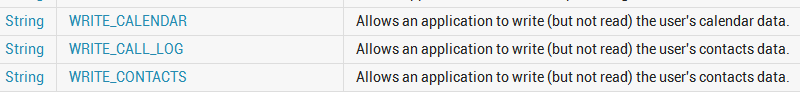 String WRITE_CALENDAR Allows an application to write (but not read) the user's calendar data.
String WRITE_CALL_LOG Allows an application to write (but not read) the user's contacts data.
String WRITE_CONTACTS Allows an application to write (but not read) the user's contacts data.